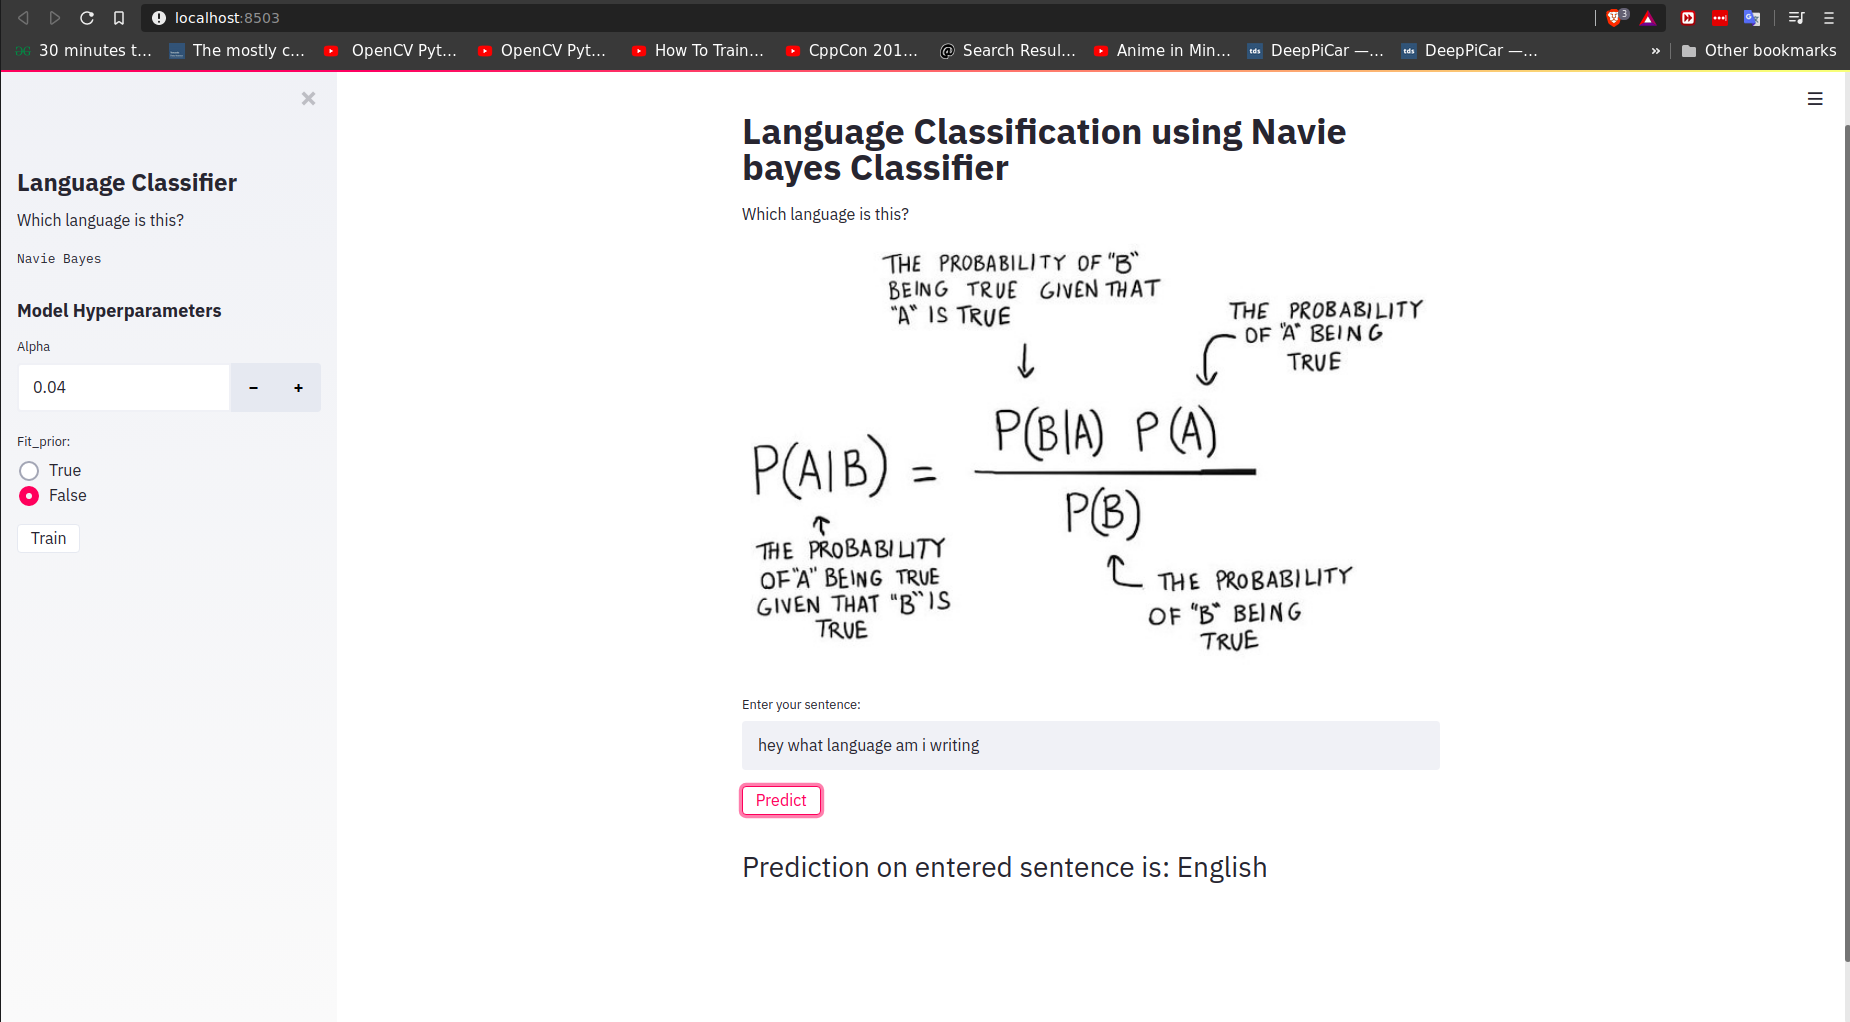 localhost:8503
3
30 minutes t...
The mostly c...
OpenCV Pyt...
OpenCV Pyt...
How To Train...
CppCon 201...
Search Resul...
Anime in Min...
tds
DeepPiCar —...
tds
DeepPiCar —...
»
Other bookmarks
Language Classifier
Which language is this?
Navie Bayes
Model Hyperparameters
Alpha
0.04
- +
Fit_prior:
True
False
Train
Language Classification using Navie
bayes Classifier
Which language is this?
THE PROBABILITY OF "B"
BEING TRUE GIVEN THAT
"A" IS TRUE
THE PROBABILITY
OF "A" BEING
TRUE
P(A|B) = P(B|A) P(A)
P(B)
THE PROBABILITY
OF "A" BEING TRUE
GIVEN THAT "B" IS
TRUE
THE PROBABILITY
OF "B" BEING
TRUE
Enter your sentence:
hey what language am i writing
Predict
Prediction on entered sentence is: English